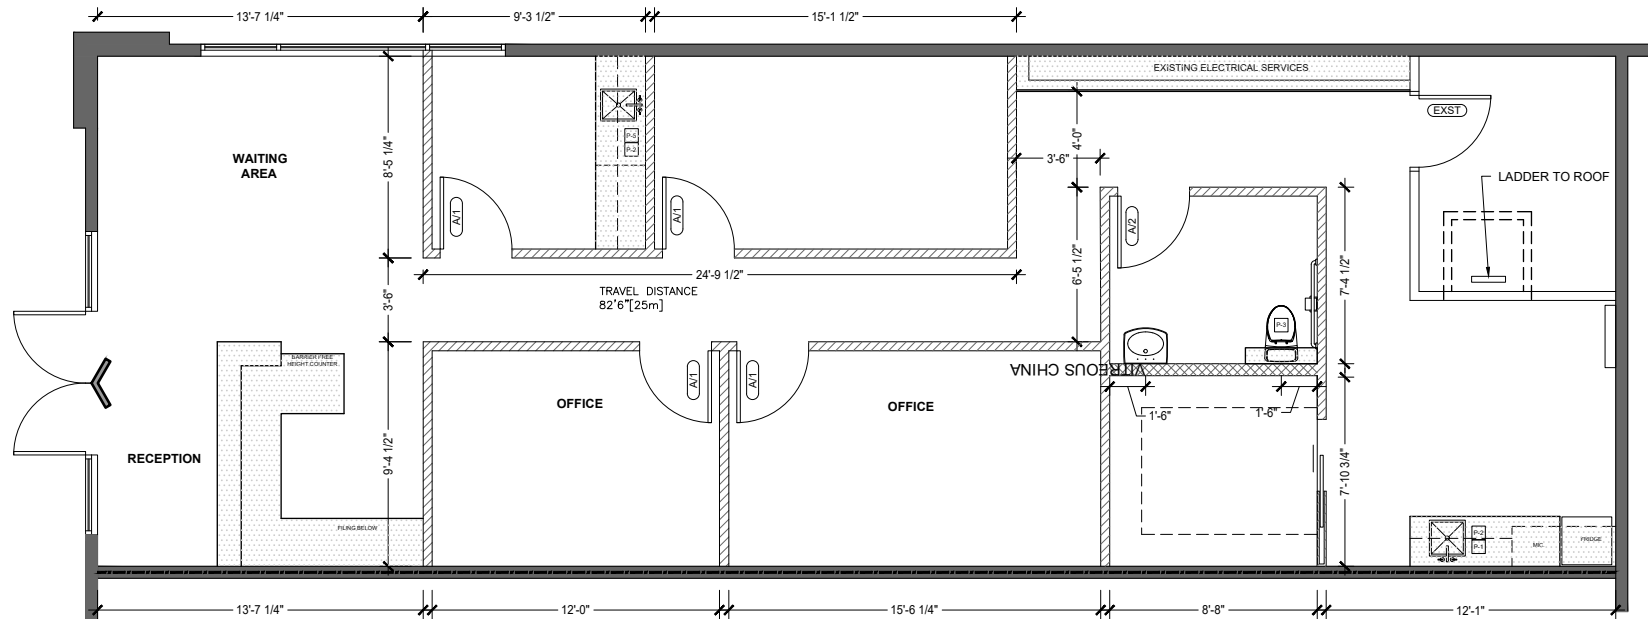 13'-7 1/4"
9'-3 1/2"
15'-1 1/2"
EXISTING ELECTRICAL SERVICES
EXST
WAITING
AREA
8'-5 1/4"
P-5
P-2
A/1
A/1
3'-6"
4'-0"
A/2
LADDER TO ROOF
24'-9 1/2"
TRAVEL DISTANCE
82'6"[25m]
3'-6"
6'-5 1/2"
7'-4 1/2"
P-3
BARRIER FREE
HEIGHT COUNTER
VITREOUS CHINA
A/1
A/1
OFFICE
OFFICE
1'-6"
1'-6"
RECEPTION
9'-4 1/2"
7'-10 3/4"
FILING BELOW
P-2
P-1
MIC
FRIDGE
13'-7 1/4"
12'-0"
15'-6 1/4"
8'-8"
12'-1"